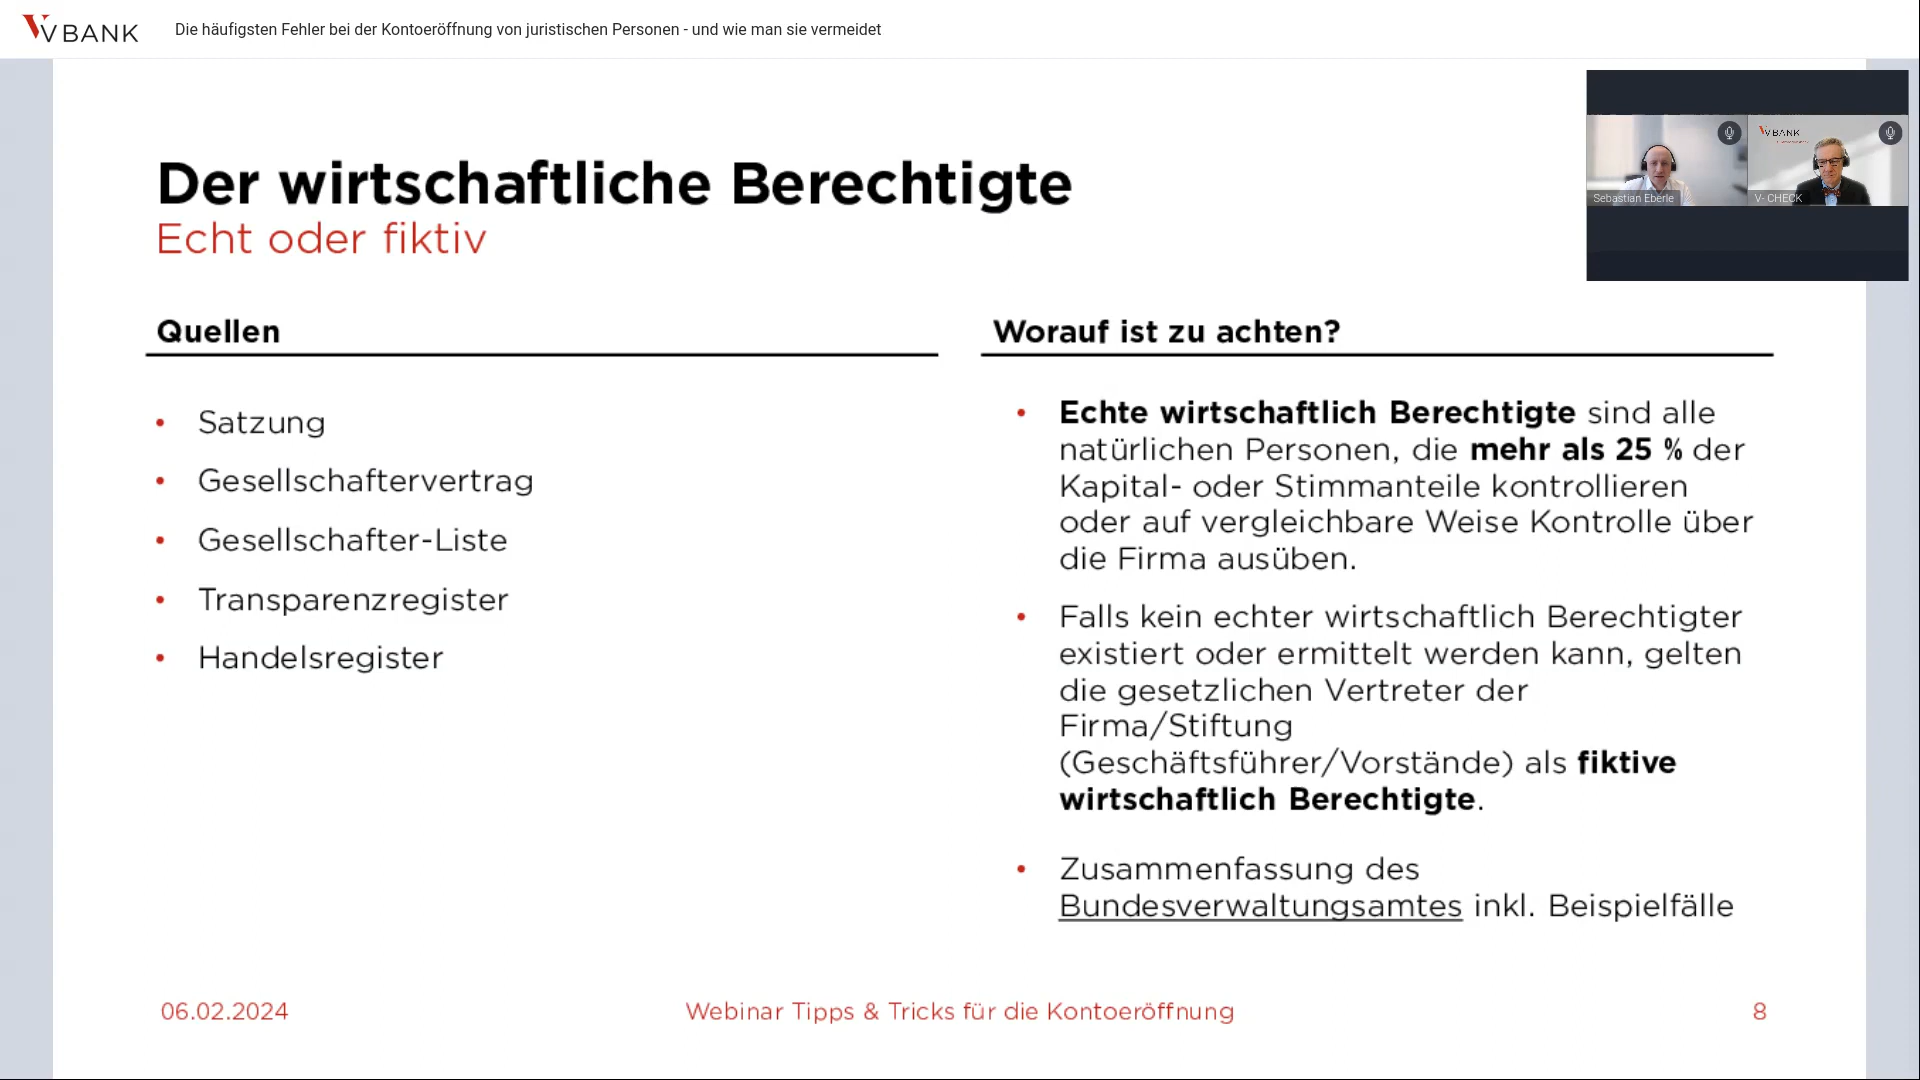 VBANK
Die häufigsten Fehler bei der Kontoeröffnung von juristischen Personen - und wie man sie vermeidet
VBANK
Sebastian Eberle
V- CHECK
Der wirtschaftliche Berechtigte
Echt oder fiktiv
Quellen
• Satzung
• Gesellschaftervertrag
• Gesellschafter-Liste
• Transparenzregister
• Handelsregister
Worauf ist zu achten?
• Echte wirtschaftlich Berechtigte sind alle
natürlichen Personen, die mehr als 25 % der
Kapital- oder Stimmanteile kontrollieren
oder auf vergleichbare Weise Kontrolle über
die Firma ausüben.
• Falls kein echter wirtschaftlich Berechtigter
existiert oder ermittelt werden kann, gelten
die gesetzlichen Vertreter der
Firma/Stiftung
(Geschäftsführer/Vorstände) als fiktive
wirtschaftlich Berechtigte.
• Zusammenfassung des
Bundesverwaltungsamtes inkl. Beispielfälle
06.02.2024
Webinar Tipps & Tricks für die Kontoeröffnung
8